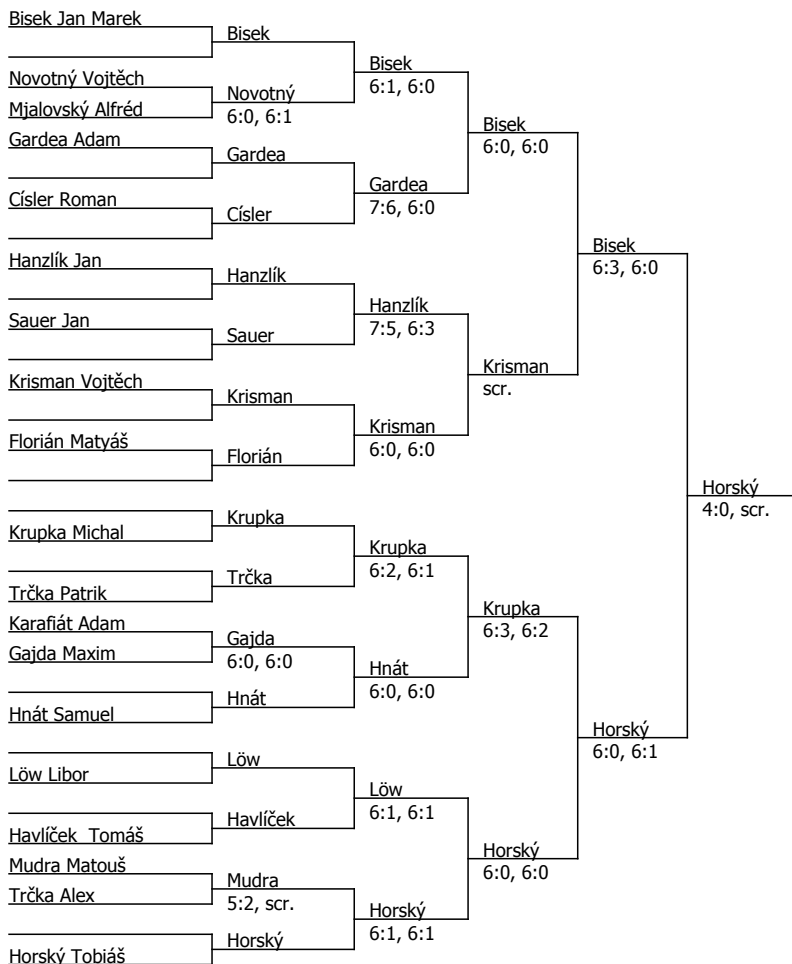 Bisek Jan Marek
Bisek
Bisek
6:1, 6:0
Novotný Vojtěch
Novotný
6:0, 6:1
Mjalovský Alfréd
Bisek
6:0, 6:0
Gardea Adam
Gardea
Gardea
7:6, 6:0
Císler Roman
Císler
Bisek
6:3, 6:0
Hanzlík Jan
Hanzlík
Hanzlík
7:5, 6:3
Sauer Jan
Sauer
Krisman
scr.
Krisman Vojtěch
Krisman
Krisman
6:0, 6:0
Florián Matyáš
Florián
Horský
4:0, scr.
Krupka
Krupka Michal
Krupka
6:2, 6:1
Trčka
Trčka Patrik
Krupka
6:3, 6:2
Karafiát Adam
Gajda
6:0, 6:0
Gajda Maxim
Hnát
6:0, 6:0
Hnát
Hnát Samuel
Horský
6:0, 6:1
Löw
Löw Libor
Löw
6:1, 6:1
Havlíček
Havlíček  Tomáš
Horský
6:0, 6:0
Mudra Matouš
Mudra
5:2, scr.
Trčka Alex
Horský
6:1, 6:1
Horský
Horský Tobiáš